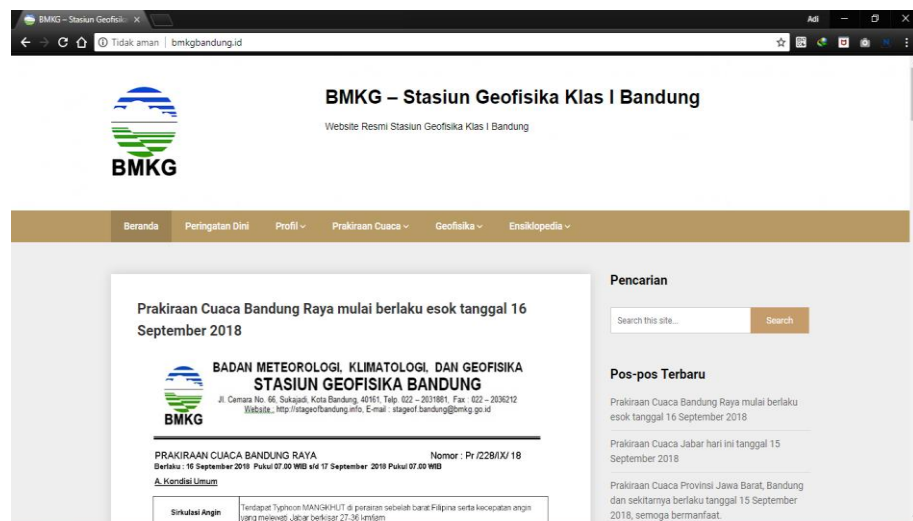 BMKG – Stasiun Geofisik
Adi
Tidak aman
bmkgbandung.id
BMKG
BMKG – Stasiun Geofisika Klas I Bandung
Website Resmi Stasiun Geofisika Klas I Bandung
Beranda
Peringatan Dini
Profil
Prakiraan Cuaca
Geofisika
Ensiklopedia
Prakiraan Cuaca Bandung Raya mulai berlaku esok tanggal 16
September 2018
BMKG
BADAN METEOROLOGI, KLIMATOLOGI, DAN GEOFISIKA
STASIUN GEOFISIKA BANDUNG
Jl. Cemara No. 66, Sukajadi, Kota Bandung, 40161, Telp. 022 – 2031881, Fax : 022 – 2036212
Website : http://stageofbandung.info, E-mail : stageof.bandung@bmkg.go.id
PRAKIRAAN CUACA BANDUNG RAYA
Nomor : Pr /228/IX/ 18
Berlaku : 16 September 2018 Pukul 07.00 WIB s/d 17 September 2018 Pukul 07.00 WIB
A. Kondisi Umum
Sirkulasi Angin
Terdapat Typhoon MANGKHUT di perairan sebelah barat Filipina serta kecepatan angin
yang melewati Jabar berkisar 27-36 km/jam
Pencarian
Search this site...
Search
Pos-pos Terbaru
Prakiraan Cuaca Bandung Raya mulai berlaku
esok tanggal 16 September 2018
Prakiraan Cuaca Jabar hari ini tanggal 15
September 2018
Prakiraan Cuaca Provinsi Jawa Barat, Bandung
dan sekitarnya berlaku tanggal 15 September
2018, semoga bermanfaat.